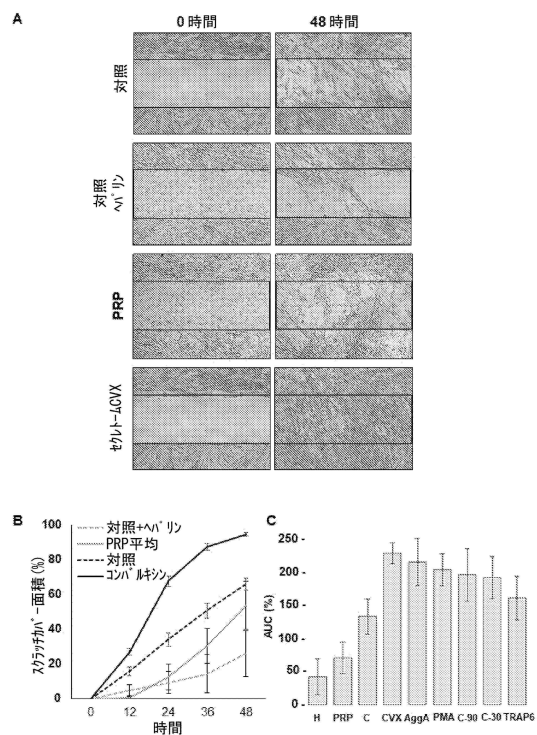 A
0 時間
48 時間
対照
対照
ヘパリン
PRP
セクレトームCVX
B
スクラッチカバー面積 (%)
100
80
60
40
20
0
対照+ヘパリン
PRP平均
対照
コンバルキシン
0 12 24 36 48
時間
C
AUC (%)
250
200
150
100
50
0
H PRP C CVX AggA PMA C-90 C-30 TRAP6